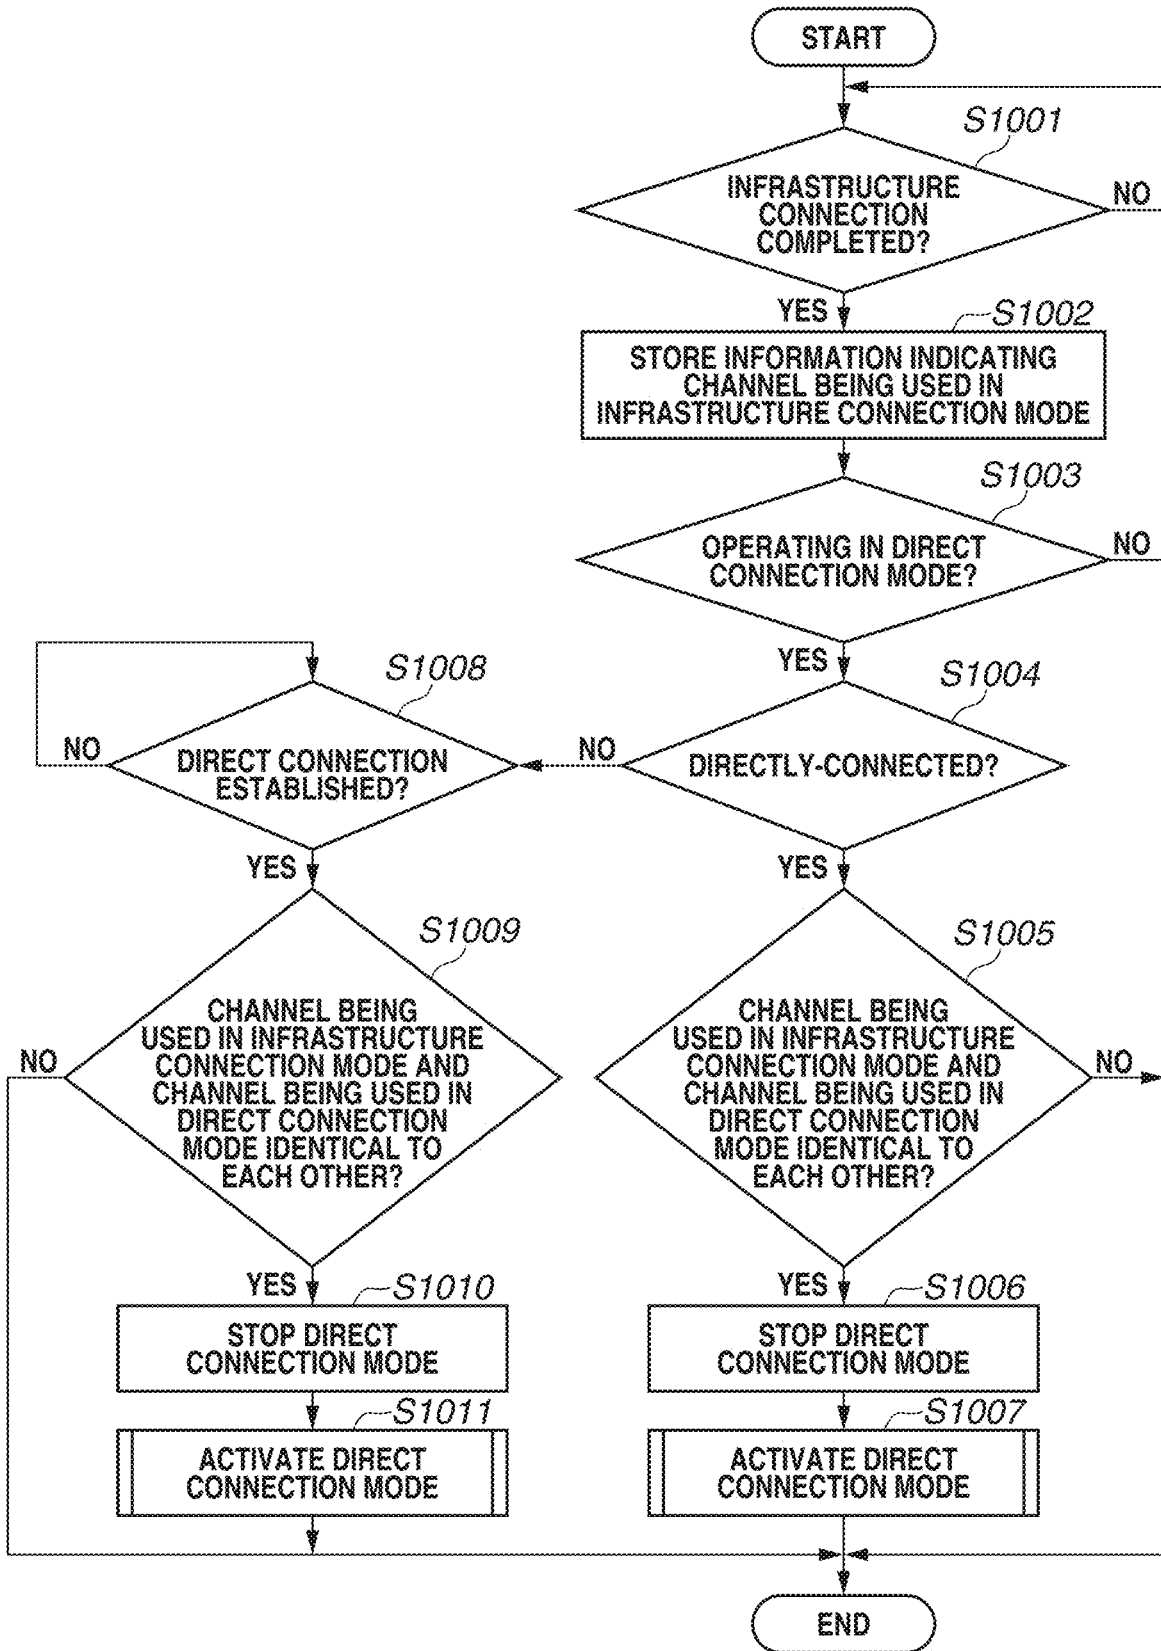 START
S1001
INFRASTRUCTURE
CONNECTION
COMPLETED?
NO
YES
S1002
STORE INFORMATION INDICATING
CHANNEL BEING USED IN
INFRASTRUCTURE CONNECTION MODE
S1003
OPERATING IN DIRECT
CONNECTION MODE?
NO
YES
S1004
DIRECTLY-CONNECTED?
NO
YES
S1008
DIRECT CONNECTION
ESTABLISHED?
NO
YES
S1009
CHANNEL BEING
USED IN INFRASTRUCTURE
CONNECTION MODE AND
CHANNEL BEING USED IN
DIRECT CONNECTION
MODE IDENTICAL TO
EACH OTHER?
NO
YES
S1005
CHANNEL BEING
USED IN INFRASTRUCTURE
CONNECTION MODE AND
CHANNEL BEING USED IN
DIRECT CONNECTION
MODE IDENTICAL TO
EACH OTHER?
NO
YES
S1010
STOP DIRECT
CONNECTION MODE
S1011
ACTIVATE DIRECT
CONNECTION MODE
S1006
STOP DIRECT
CONNECTION MODE
S1007
ACTIVATE DIRECT
CONNECTION MODE
END